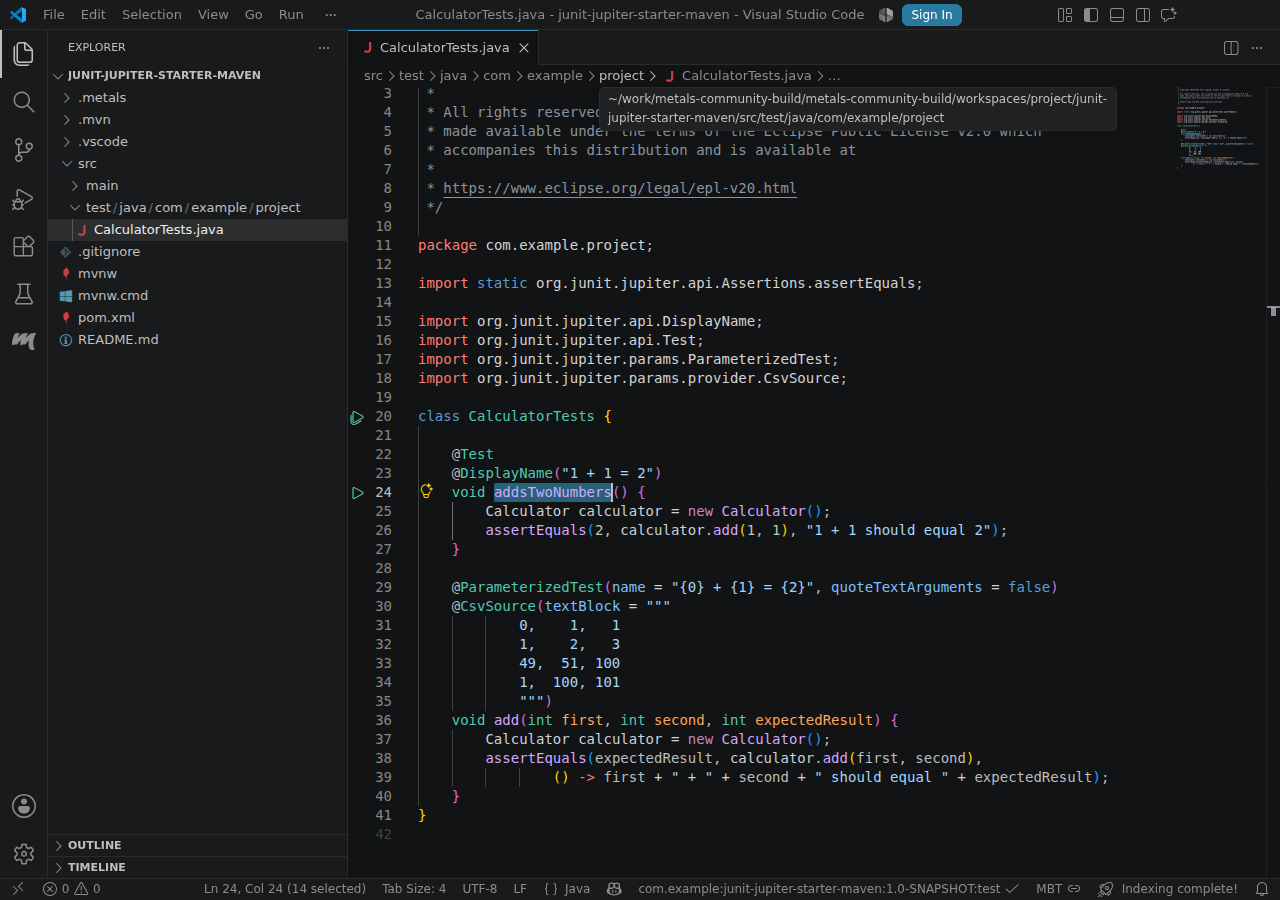 File Edit Selection View Go Run ··· CalculatorTests.java - junit-jupiter-starter-maven - Visual Studio Code Sign In
EXPLORER ···
JUNIT-JUPITER-STARTER-MAVEN
.metals
.mvn
.vscode
src
main
test/java/com/example/project
CalculatorTests.java
.gitignore
mvnw
mvnw.cmd
pom.xml
README.md
OUTLINE
TIMELINE
CalculatorTests.java
src > test > java > com > example > project > CalculatorTests.java > ...
~/work/metals-community-build/metals-community-build/workspaces/project/junit-
jupiter-starter-maven/src/test/java/com/example/project
3 *
4 * All rights reserved
5 * made available under the terms of the Eclipse Public License v2.0 which
6 * accompanies this distribution and is available at
7 *
8 * https://www.eclipse.org/legal/epl-v20.html
9 */
10
11 package com.example.project;
12
13 import static org.junit.jupiter.api.Assertions.assertEquals;
14
15 import org.junit.jupiter.api.DisplayName;
16 import org.junit.jupiter.api.Test;
17 import org.junit.jupiter.params.ParameterizedTest;
18 import org.junit.jupiter.params.provider.CsvSource;
19
20 class CalculatorTests {
21
22 @Test
23 @DisplayName("1 + 1 = 2")
24 void addsTwoNumbers() {
25 Calculator calculator = new Calculator();
26 assertEquals(2, calculator.add(1, 1), "1 + 1 should equal 2");
27 }
28
29 @ParameterizedTest(name = "{0} + {1} = {2}", quoteTextArguments = false)
30 @CsvSource(textBlock = """
31 0, 1, 1
32 1, 2, 3
33 49, 51, 100
34 1, 100, 101
35 """)
36 void add(int first, int second, int expectedResult) {
37 Calculator calculator = new Calculator();
38 assertEquals(expectedResult, calculator.add(first, second),
39 () -> first + " + " + second + " should equal " + expectedResult);
40 }
41 }
42
0 0 Ln 24, Col 24 (14 selected) Tab Size: 4 UTF-8 LF { } Java com.example:junit-jupiter-starter-maven:1.0-SNAPSHOT:test MBT Indexing complete!